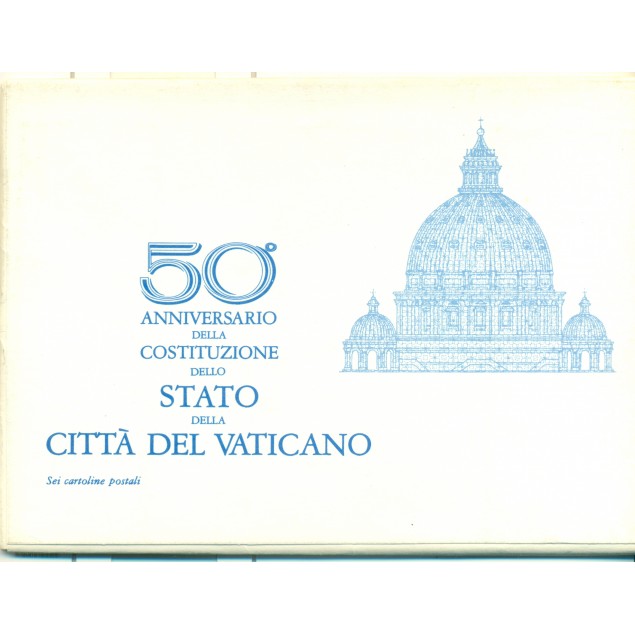 50°
ANNIVERSARIO
DELLA
COSTITUZIONE
DELLO
STATO
DELLA
CITTÀ DEL VATICANO
Sei cartoline postali